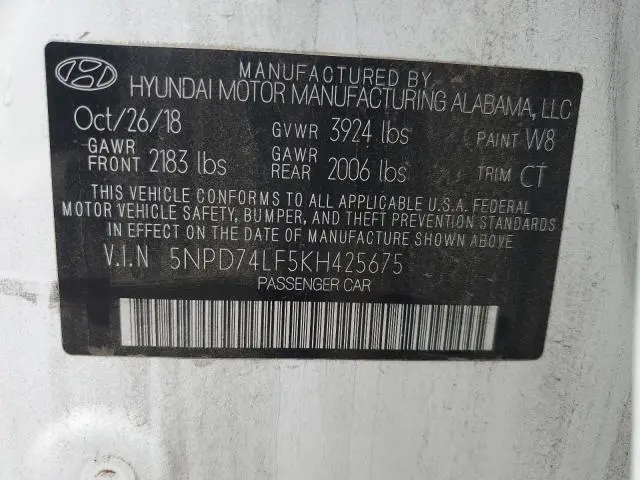 MANUFACTURED BY
HYUNDAI MOTOR MANUFACTURING ALABAMA, LLC
Oct/26/18 GVWR 3924 lbs PAINT W8
GAWR FRONT 2183 lbs GAWR REAR 2006 lbs TRIM CT
THIS VEHICLE CONFORMS TO ALL APPLICABLE U.S.A. FEDERAL
MOTOR VEHICLE SAFETY, BUMPER, AND THEFT PREVENTION STANDARDS
IN EFFECT ON THE DATE OF MANUFACTURE SHOWN ABOVE.
V.I.N 5NPD74LF5KH425675
PASSENGER CAR